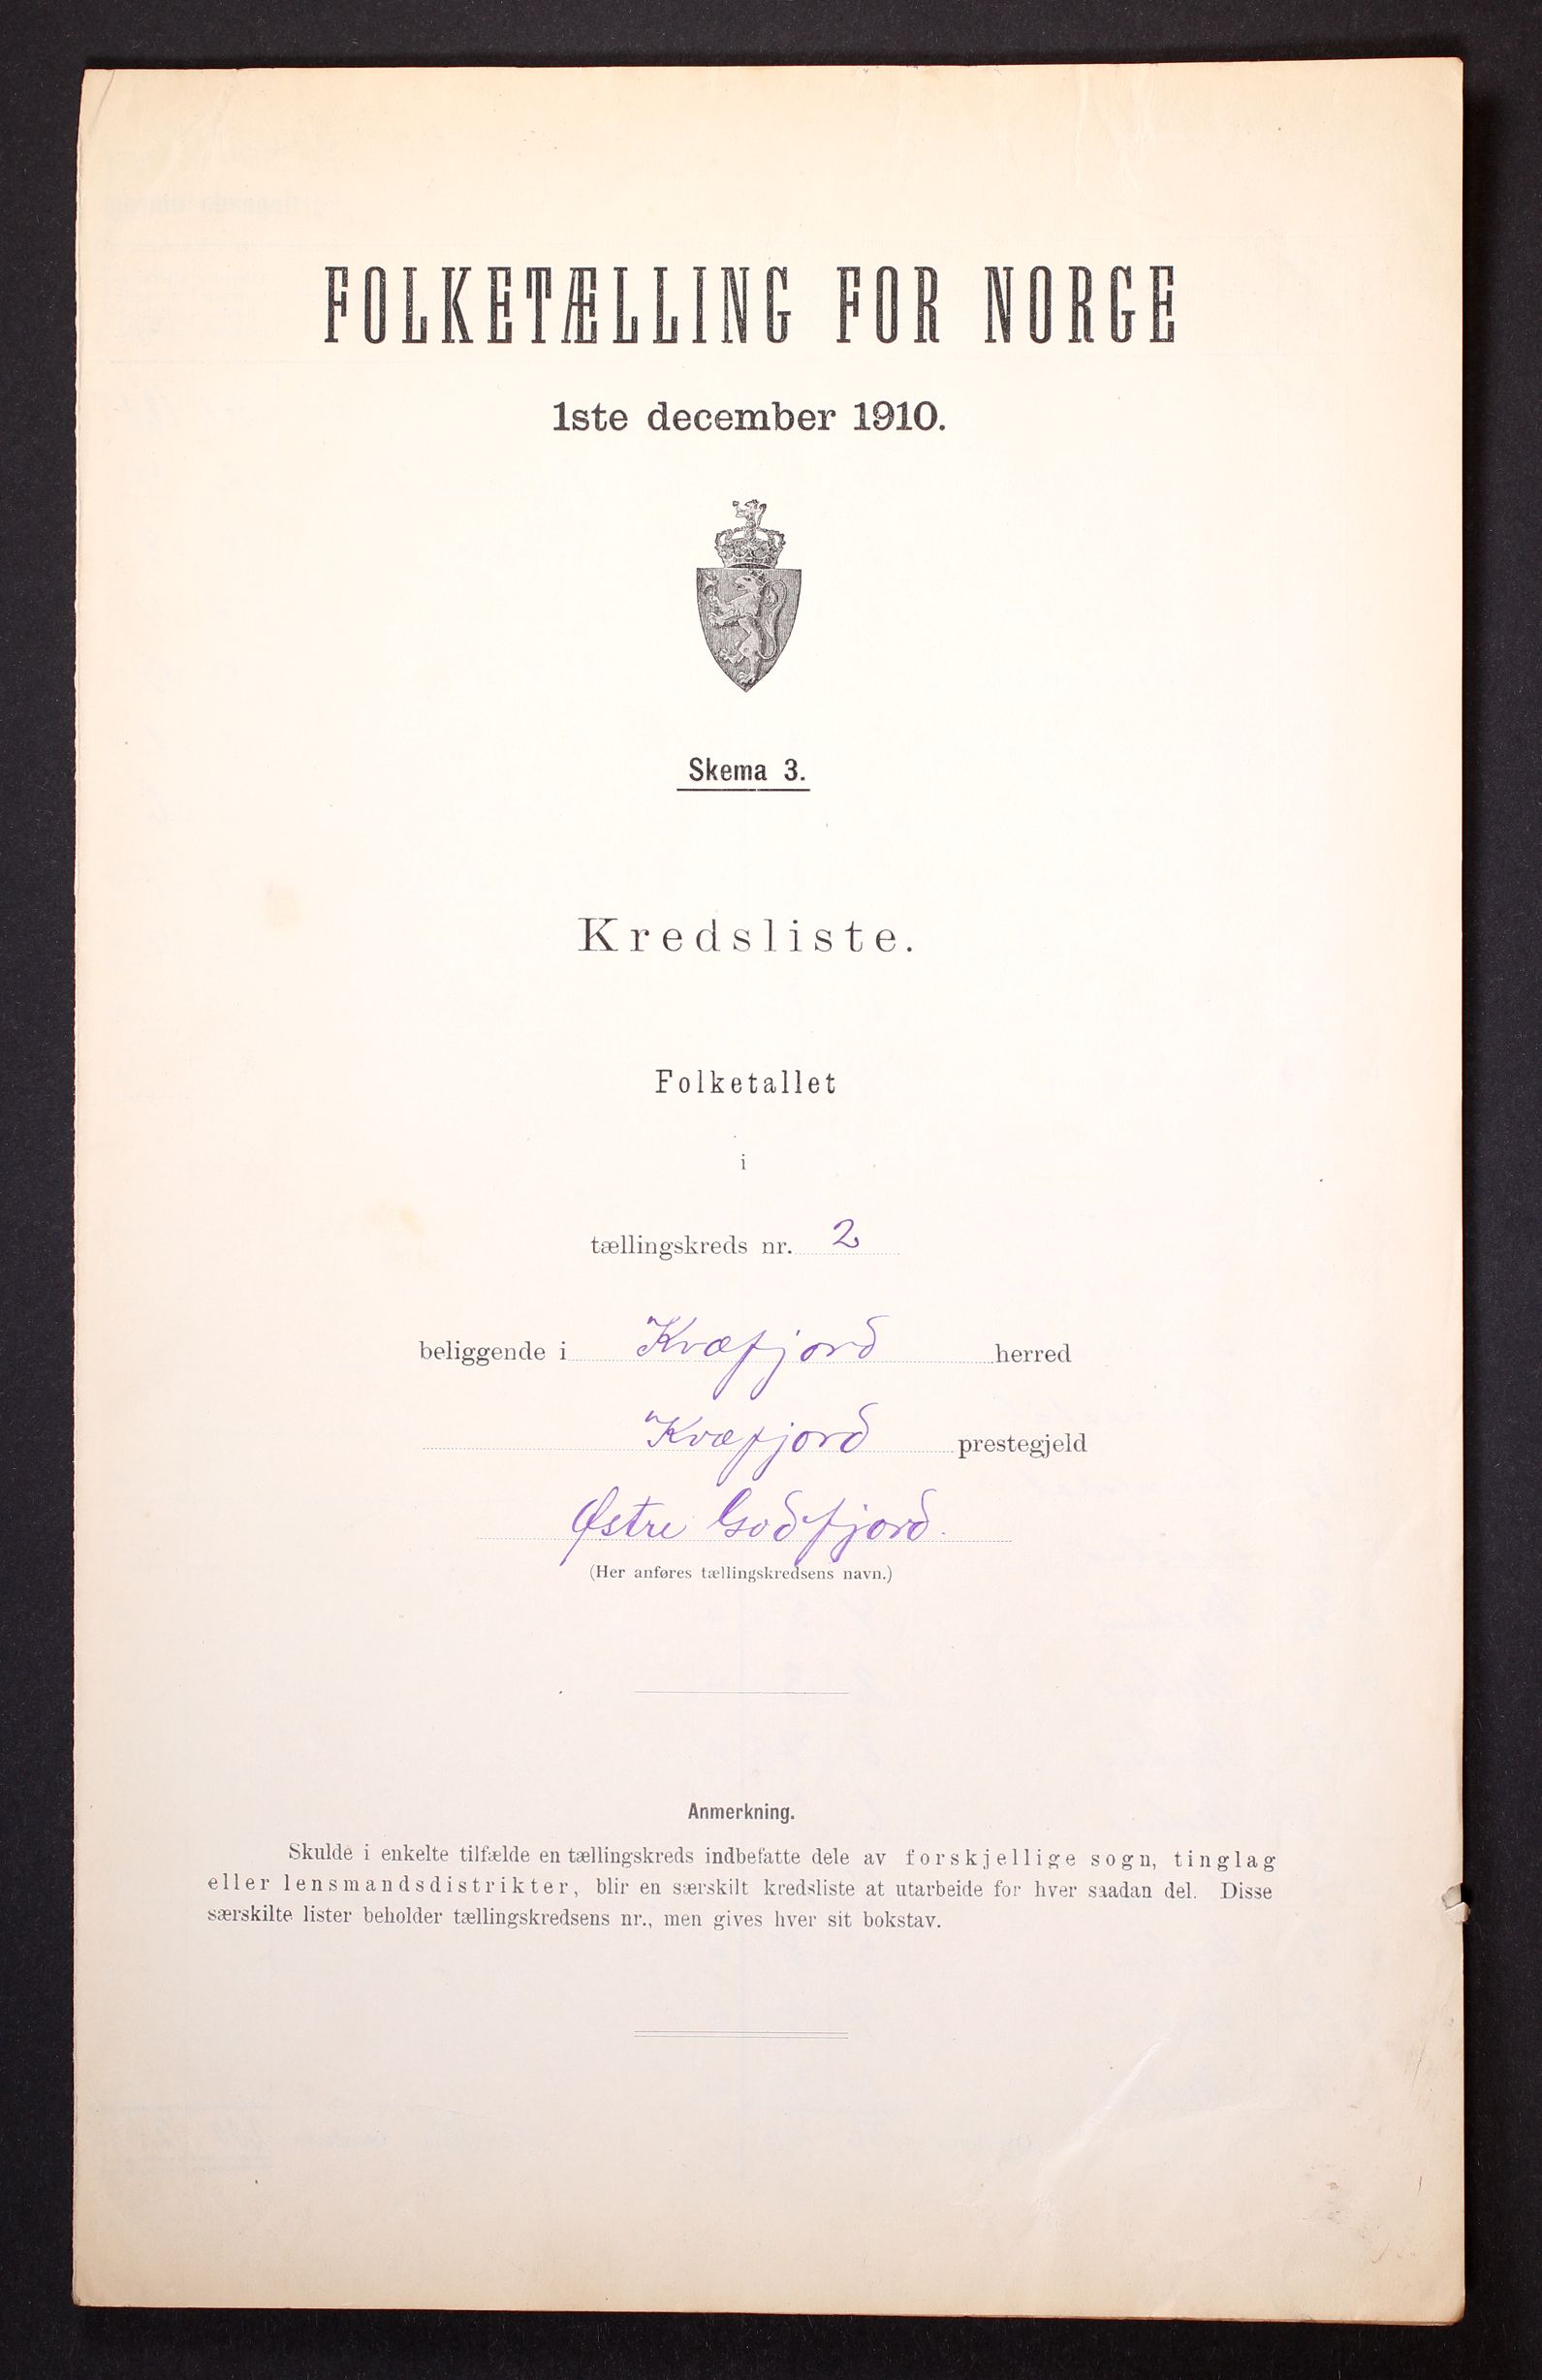 FOLKETÆLLING FOR NORGE
1ste december 1910.
Skema 3.
Kredsliste.
Folketallet
i
tællingskreds nr. 2
beliggende i Kvæfjord herred
Kvæfjord prestegjeld
Østre Godfjord.
(Her anføres tællingskredsens navn.)
Anmerkning.
Skulde i enkelte tilfælde en tællingskreds indbefatte dele av forskjellige sogn, tinglag
eller lensmandsdistrikter, blir en særskilt kredsliste at utarbeide for hver saadan del. Disse
særskilte lister beholder tællingskredsens nr., men gives hver sit bokstav.